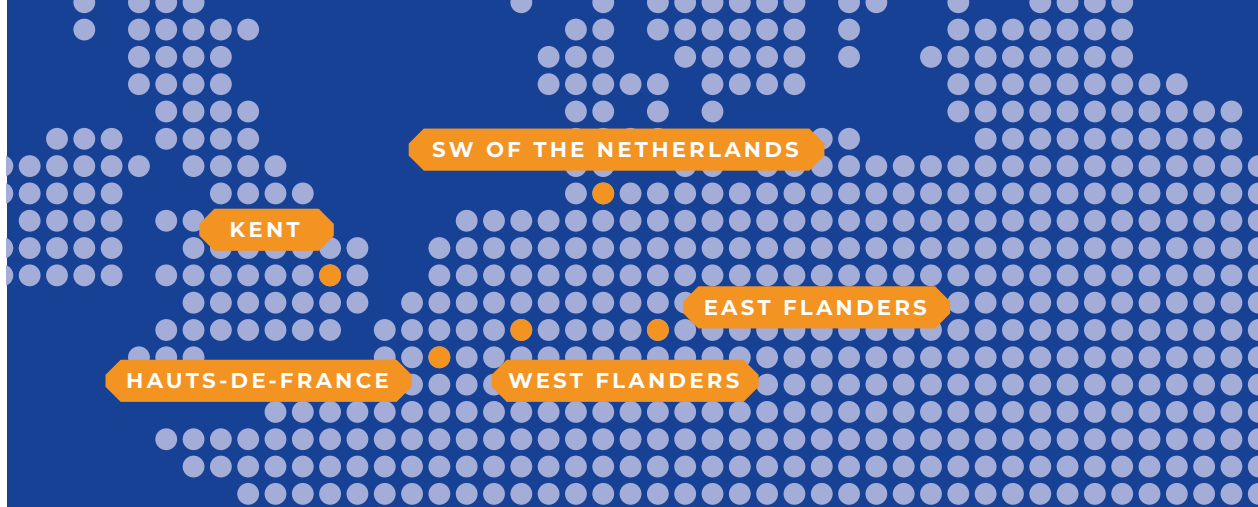 SW OF THE NETHERLANDS
KENT
EAST FLANDERS
HAUTS-DE-FRANCE
WEST FLANDERS